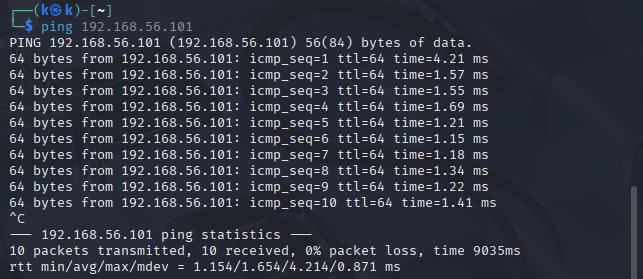 ┌──(k㉿k)-[~]
└─$ ping 192.168.56.101
PING 192.168.56.101 (192.168.56.101) 56(84) bytes of data.
64 bytes from 192.168.56.101: icmp_seq=1 ttl=64 time=4.21 ms
64 bytes from 192.168.56.101: icmp_seq=2 ttl=64 time=1.57 ms
64 bytes from 192.168.56.101: icmp_seq=3 ttl=64 time=1.55 ms
64 bytes from 192.168.56.101: icmp_seq=4 ttl=64 time=1.69 ms
64 bytes from 192.168.56.101: icmp_seq=5 ttl=64 time=1.21 ms
64 bytes from 192.168.56.101: icmp_seq=6 ttl=64 time=1.15 ms
64 bytes from 192.168.56.101: icmp_seq=7 ttl=64 time=1.18 ms
64 bytes from 192.168.56.101: icmp_seq=8 ttl=64 time=1.34 ms
64 bytes from 192.168.56.101: icmp_seq=9 ttl=64 time=1.22 ms
64 bytes from 192.168.56.101: icmp_seq=10 ttl=64 time=1.41 ms
^C
--- 192.168.56.101 ping statistics ---
10 packets transmitted, 10 received, 0% packet loss, time 9035ms
rtt min/avg/max/mdev = 1.154/1.654/4.214/0.871 ms